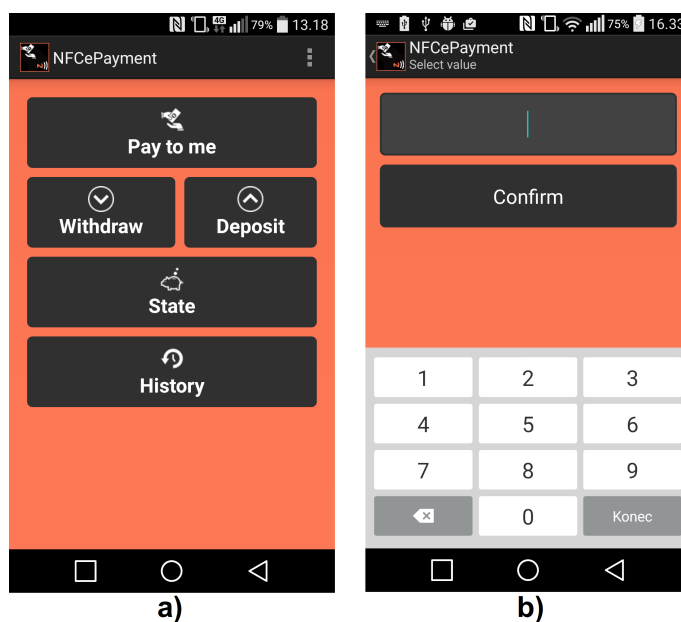 4G 79% 13.18
NFCePayment
Pay to me
Withdraw Deposit
State
History
a)
75% 16.33
NFCePayment
Select value
Confirm
1 2 3
4 5 6
7 8 9
0 Konec
b)